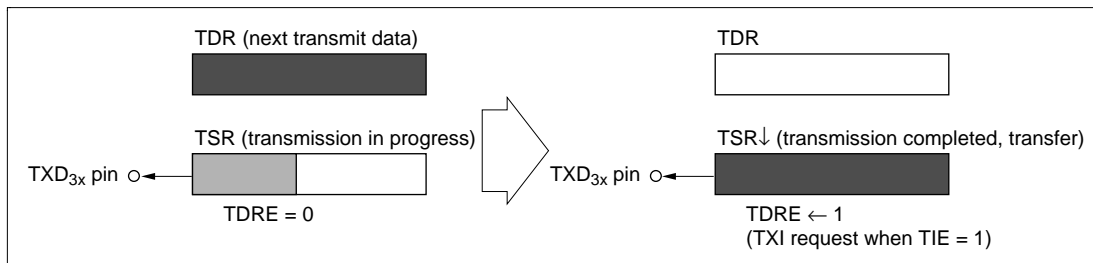 TDR (next transmit data)
TSR (transmission in progress)
TXD3x pin
TDRE = 0
TDR
TSR↓ (transmission completed, transfer)
TXD3x pin
TDRE ← 1
(TXI request when TIE = 1)